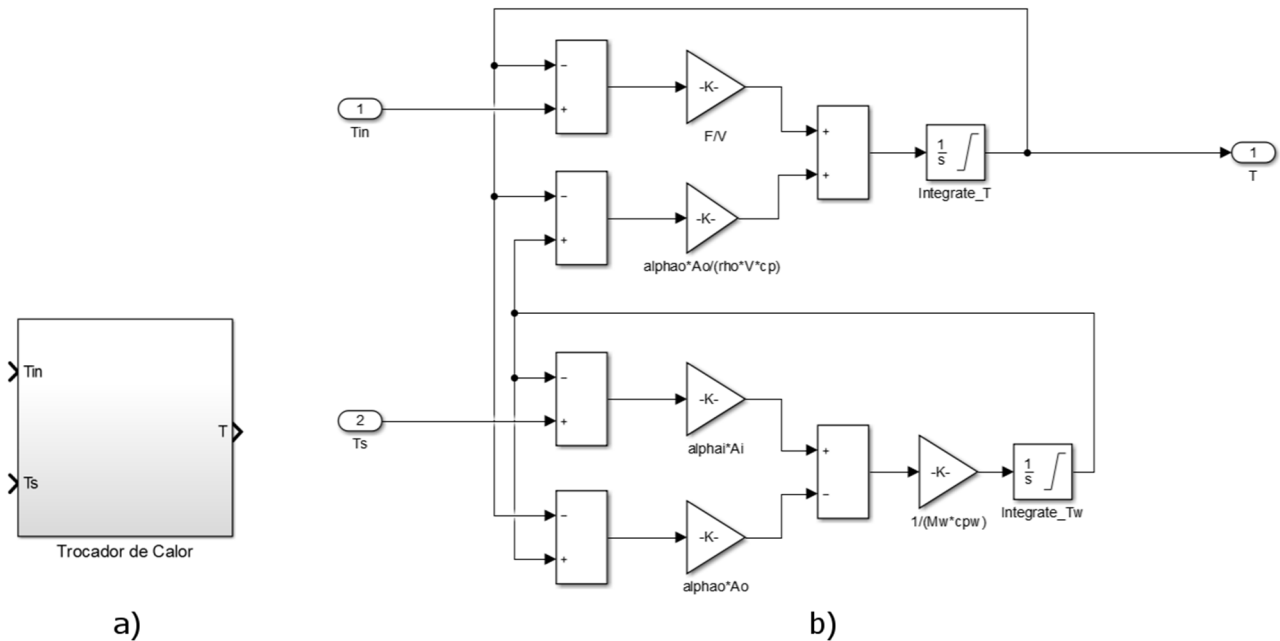 1
Tin
−
+
-K-
F/V
+
+
1/s
Integrate_T
1
T
−
+
-K-
alphao*Ao/(rho*V*cp)
Tin
T
Ts
Trocador de Calor
2
Ts
−
+
-K-
alphai*Ai
+
−
-K-
1/(Mw*cpw)
1/s
Integrate_Tw
−
+
-K-
alphao*Ao
a)
b)